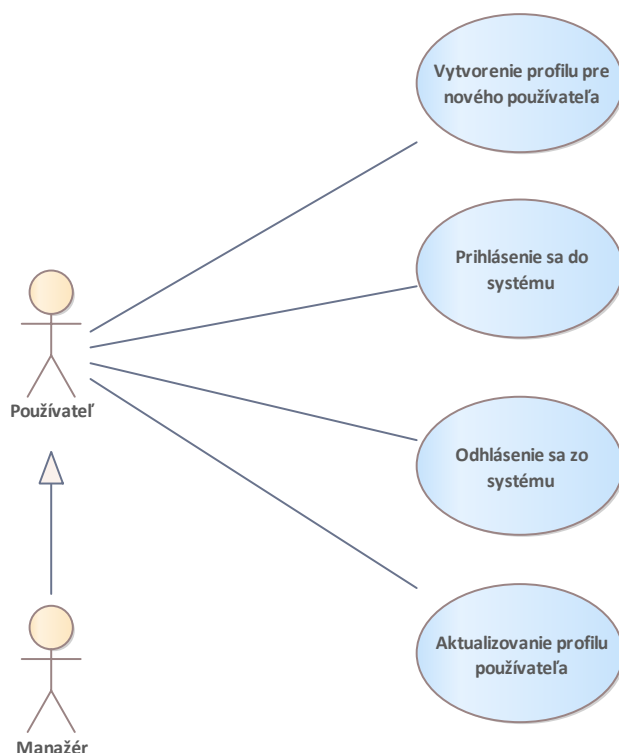 Vytvorenie profilu pre
nového používateľa
Prihlásenie sa do
systému
Používateľ
Odhlásenie sa zo
systému
Aktualizovanie profilu
používateľa
Manažér